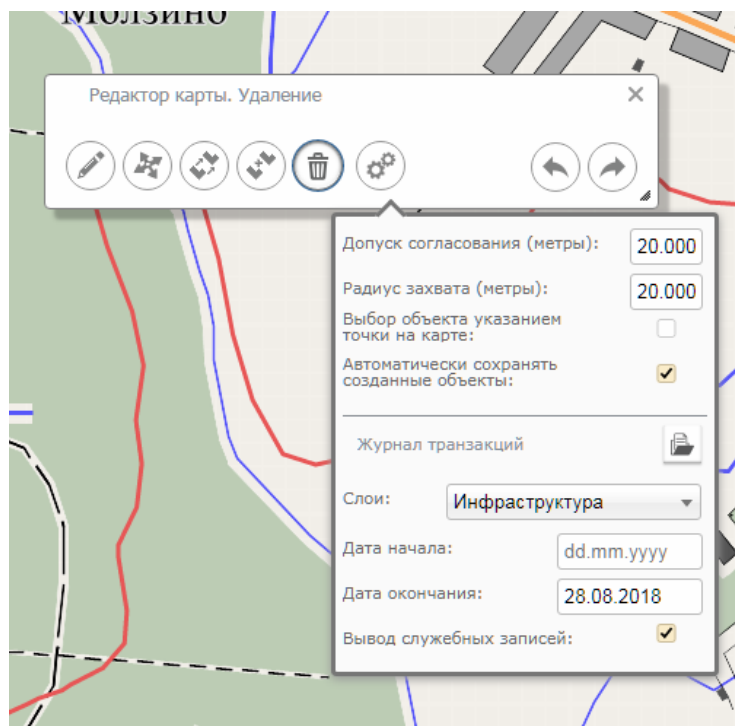 Молзино
Редактор карты. Удаление
Допуск согласования (метры): 20.000
Радиус захвата (метры): 20.000
Выбор объекта указанием
точки на карте:
Автоматически сохранять
созданные объекты:
Журнал транзакций
Слои: Инфраструктура
Дата начала: dd.mm.yyyy
Дата окончания: 28.08.2018
Вывод служебных записей: